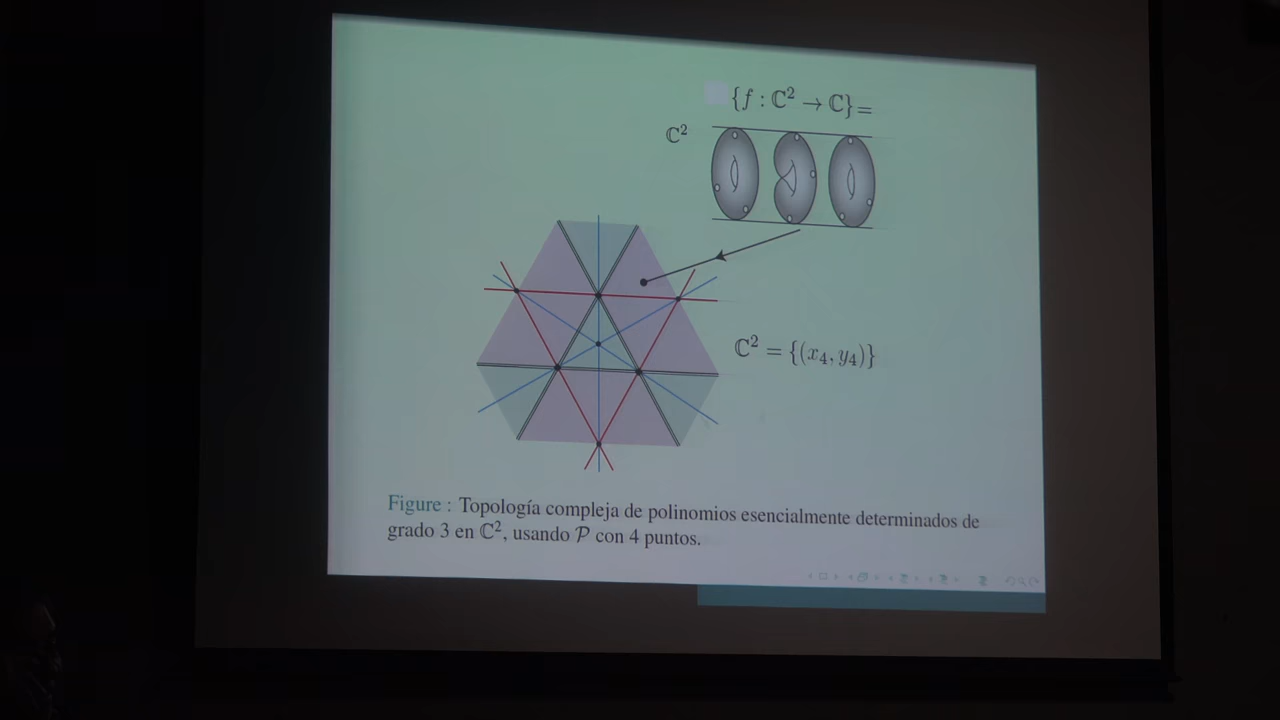 {f : ℂ² → ℂ} =
ℂ²
ℂ² = {(x₄, y₄)}
Figure : Topología compleja de polinomios esencialmente determinados de
grado 3 en ℂ², usando 𝒫 con 4 puntos.